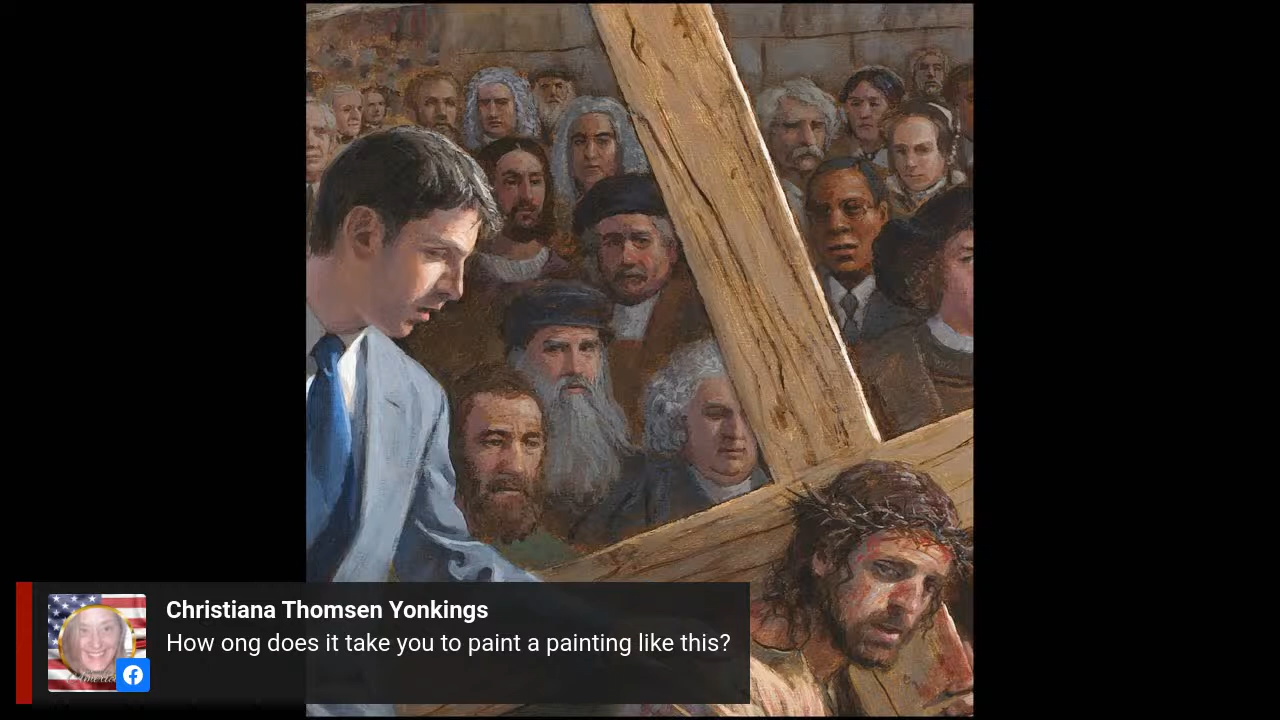 Christiana Thomsen Yonkings
How ong does it take you to paint a painting like this?